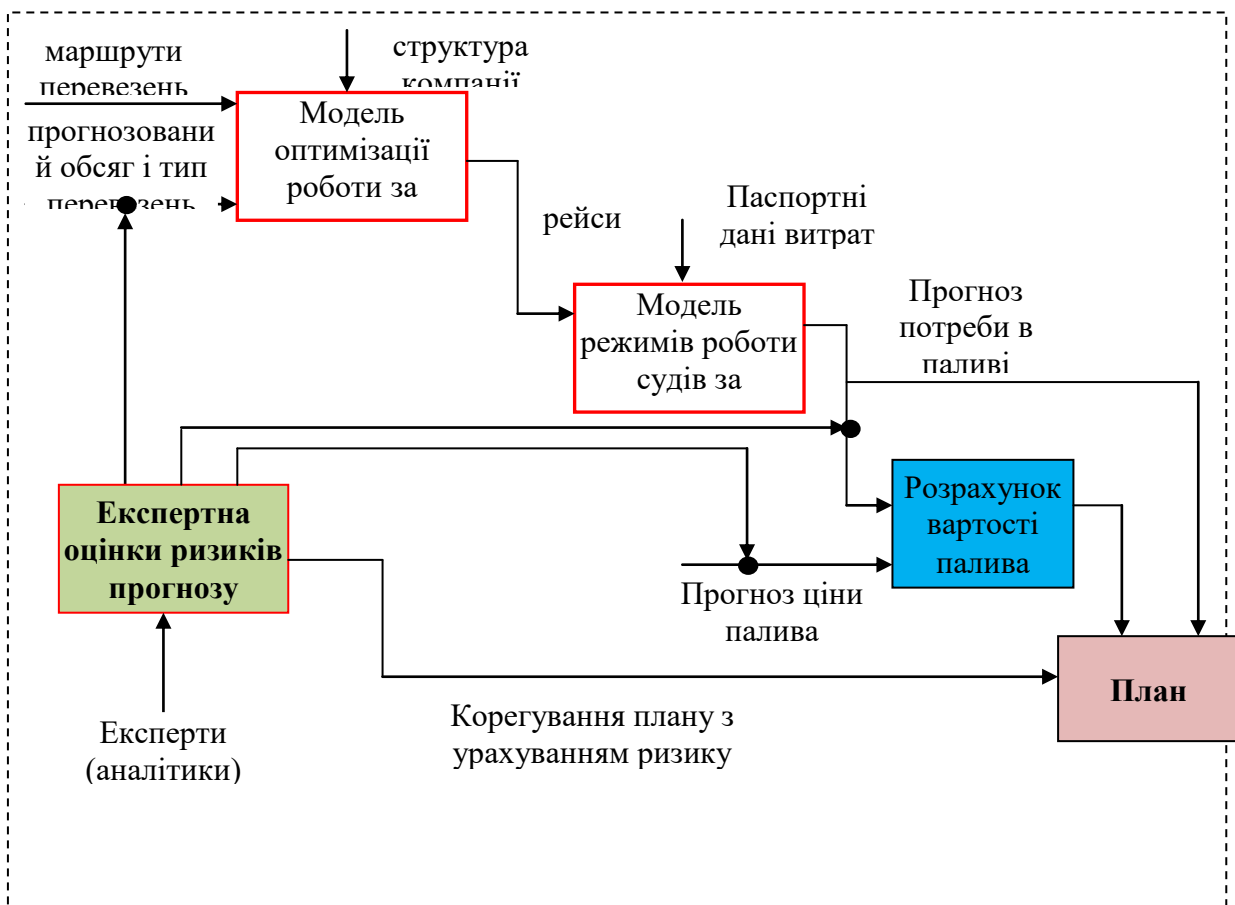 маршрути
перевезень
структура
компанії
прогнозовани
й обсяг і тип
перевезень
Модель
оптимізації
роботи за
рейси
Паспортні
дані витрат
Модель
режимів роботи
судів за
Прогноз
потреби в
паливі
Експертна
оцінки ризиків
прогнозу
Розрахунок
вартості
палива
Прогноз ціни
палива
План
Експерти
(аналітики)
Корегування плану з
урахуванням ризику